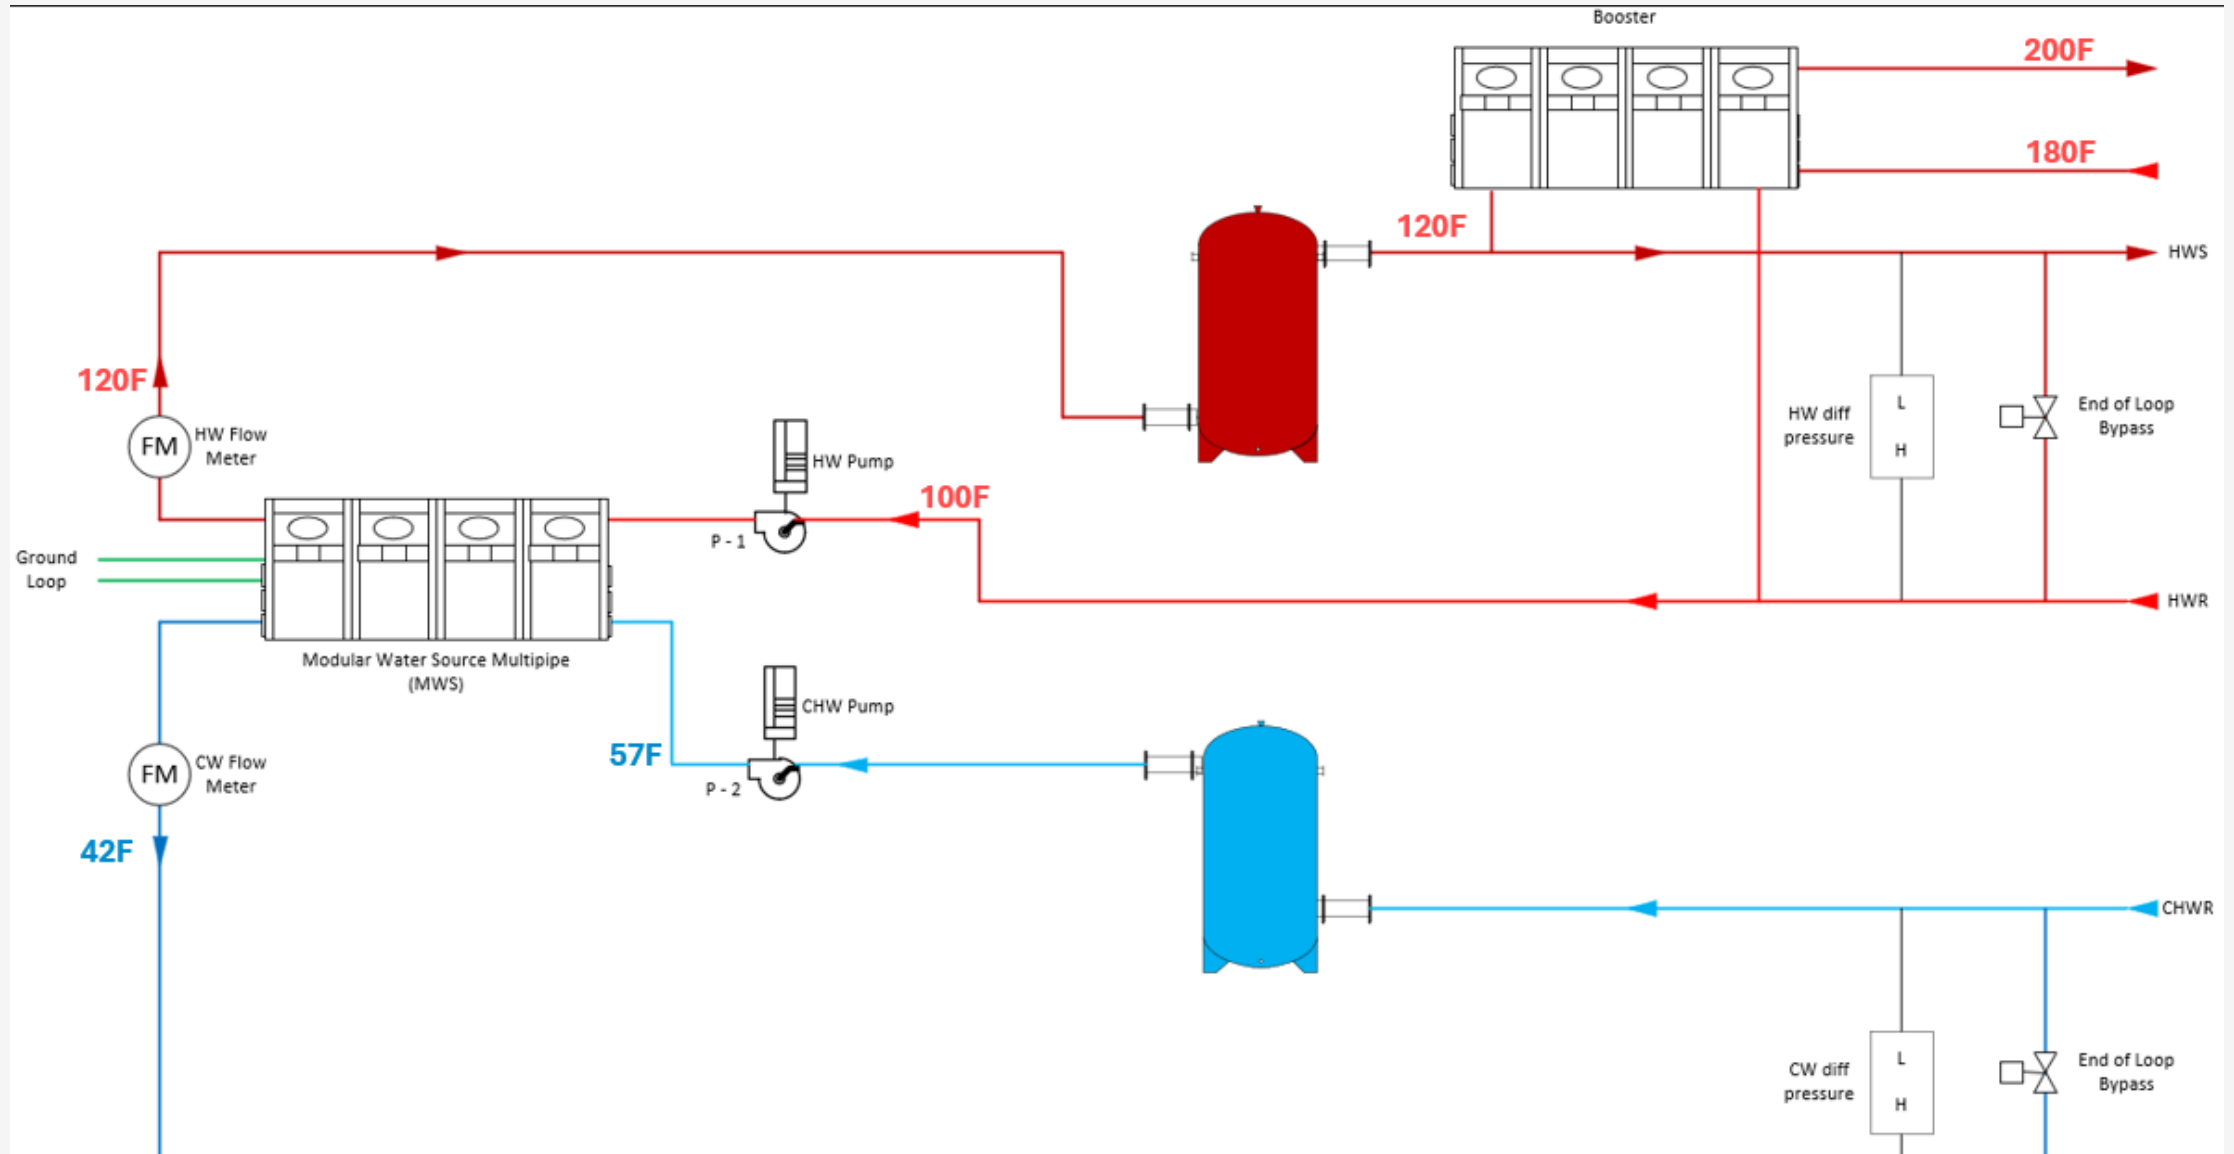 Booster
200F
180F
120F
HWS
120F
HW Flow
Meter
FM
HW Pump
HW diff
pressure
L
H
End of Loop
Bypass
100F
P - 1
Ground
Loop
HWR
Modular Water Source Multipipe
(MWS)
CHW Pump
57F
P - 2
CW Flow
Meter
FM
42F
CHWR
CW diff
pressure
L
H
End of Loop
Bypass